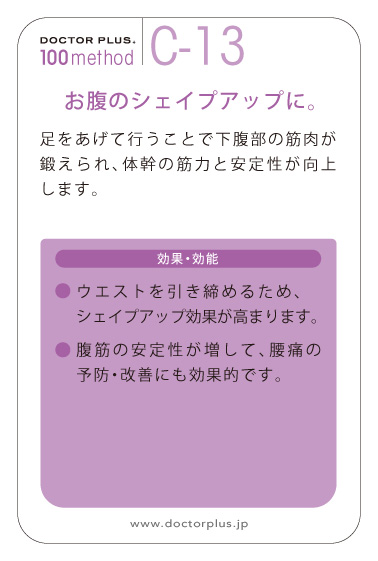 DOCTOR PLUS®
100method
C-13
お腹のシェイプアップに。
足をあげて行うことで下腹部の筋肉が
鍛えられ、体幹の筋力と安定性が向上
します。
効果・効能
● ウエストを引き締めるため、
シェイプアップ効果が高まります。
● 腹筋の安定性が増して、腰痛の
予防・改善にも効果的です。
www.doctorplus.jp